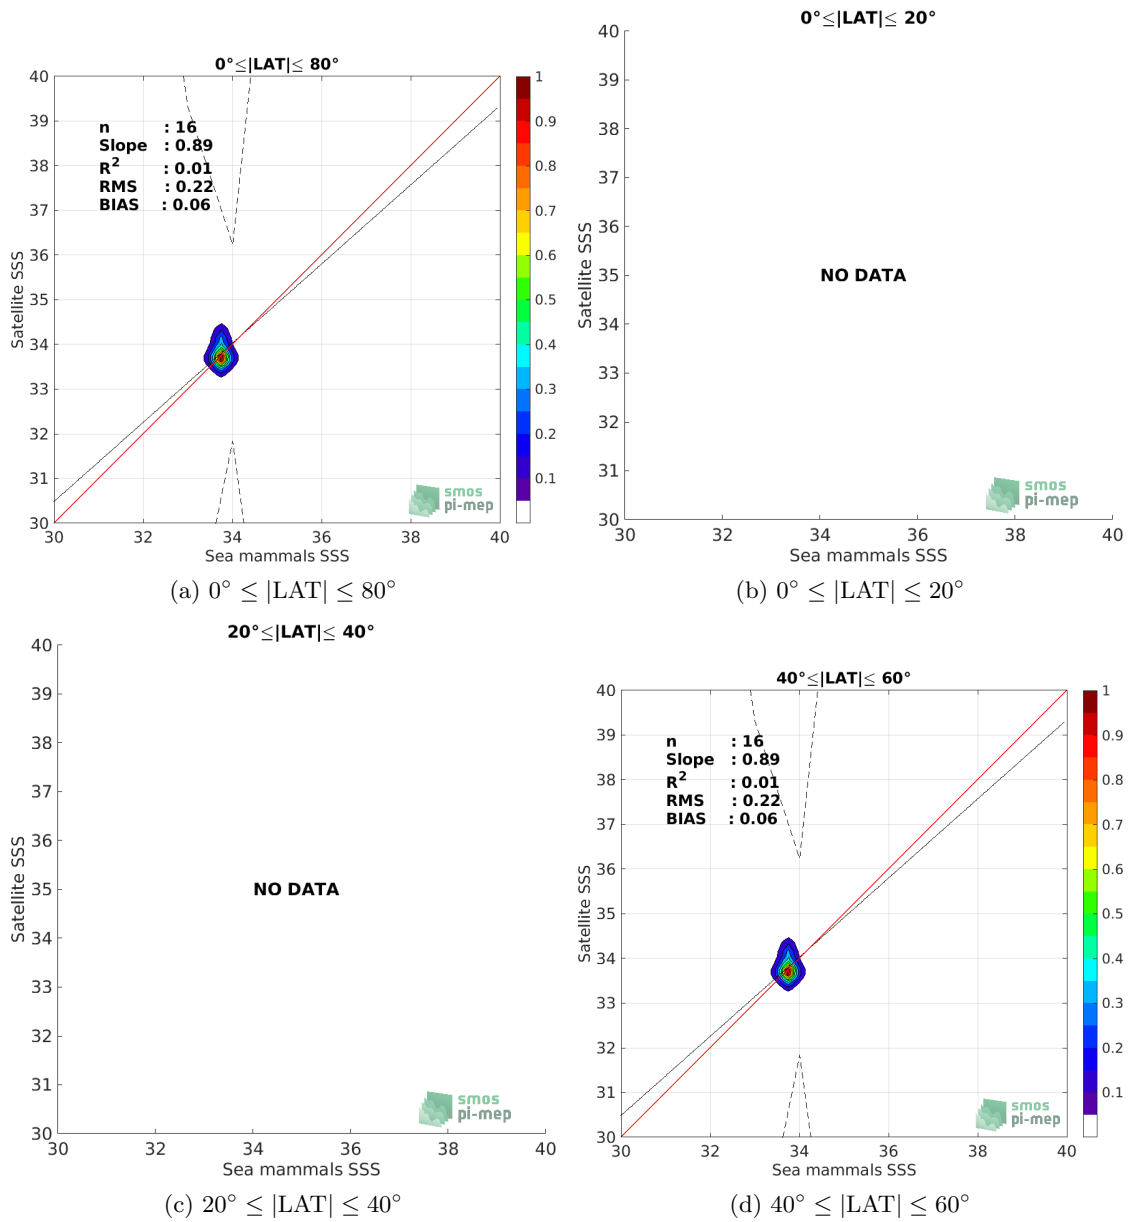 0°≤|LAT|≤ 80°
40
39
38
37
36
35
34
33
32
31
30
Satellite SSS
n : 16
Slope : 0.89
R² : 0.01
RMS : 0.22
BIAS : 0.06
smos
pi-mep
30 32 34 36 38 40
Sea mammals SSS
1
0.9
0.8
0.7
0.6
0.5
0.4
0.3
0.2
0.1
(a) 0° ≤ |LAT| ≤ 80°
0°≤|LAT|≤ 20°
40
39
38
37
36
35
34
33
32
31
30
Satellite SSS
NO DATA
smos
pi-mep
30 32 34 36 38 40
Sea mammals SSS
(b) 0° ≤ |LAT| ≤ 20°
20°≤|LAT|≤ 40°
40
39
38
37
36
35
34
33
32
31
30
Satellite SSS
NO DATA
smos
pi-mep
30 32 34 36 38 40
Sea mammals SSS
(c) 20° ≤ |LAT| ≤ 40°
40°≤|LAT|≤ 60°
40
39
38
37
36
35
34
33
32
31
30
Satellite SSS
n : 16
Slope : 0.89
R² : 0.01
RMS : 0.22
BIAS : 0.06
smos
pi-mep
30 32 34 36 38 40
Sea mammals SSS
1
0.9
0.8
0.7
0.6
0.5
0.4
0.3
0.2
0.1
(d) 40° ≤ |LAT| ≤ 60°